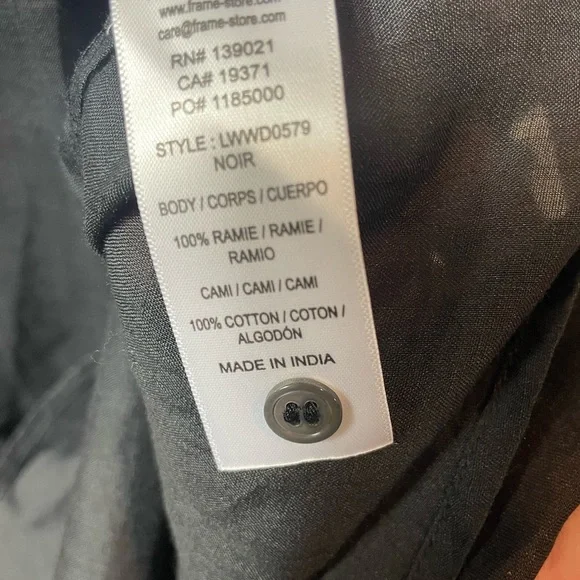 www.frame-store.com
care@frame-store.com
RN# 139021
CA# 19371
PO# 1185000
STYLE : LWWD0579
NOIR
BODY / CORPS / CUERPO
100% RAMIE / RAMIE /
RAMIO
CAMI / CAMI / CAMI
100% COTTON / COTON /
ALGODÓN
MADE IN INDIA